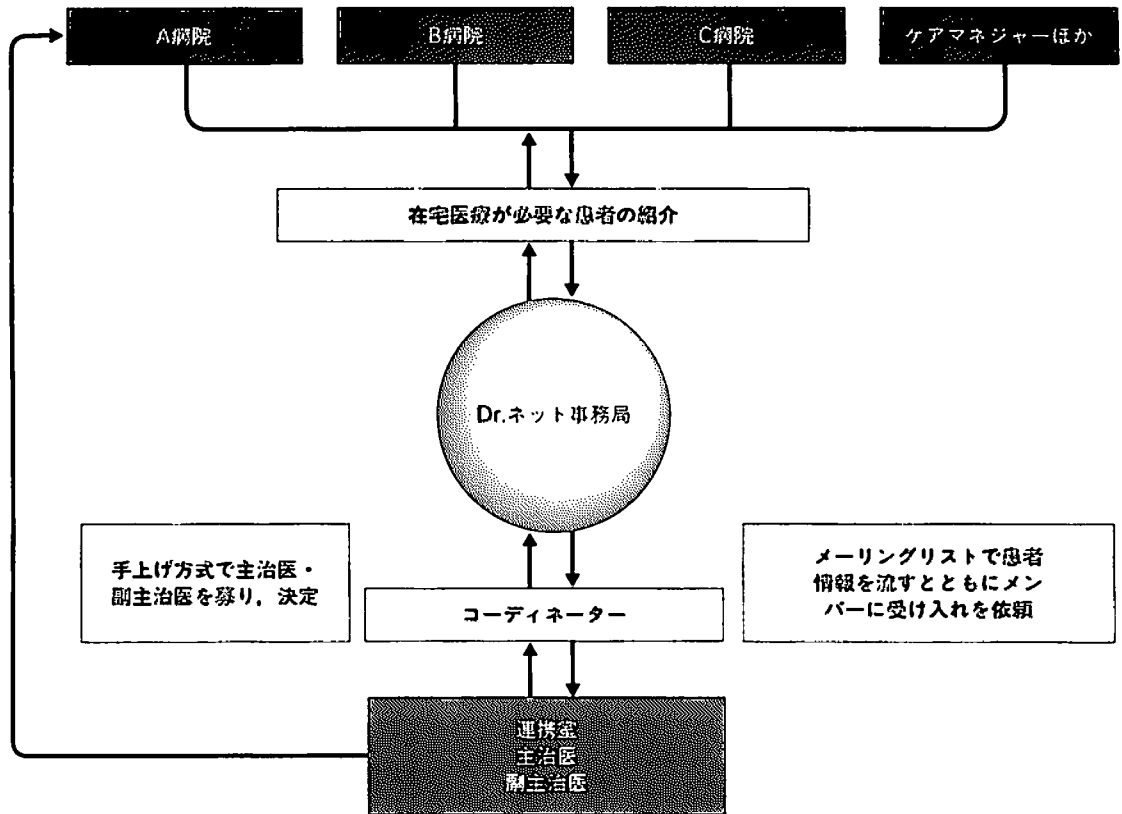 A病院
B病院
C病院
ケアマネジャーほか
在宅医療が必要な患者の紹介
Dr.ネット事務局
手上げ方式で主治医・
副主治医を募り，決定
コーディネーター
メーリングリストで患者
情報を流すとともにメン
バーに受け入れを依頼
連携室
主治医
副主治医